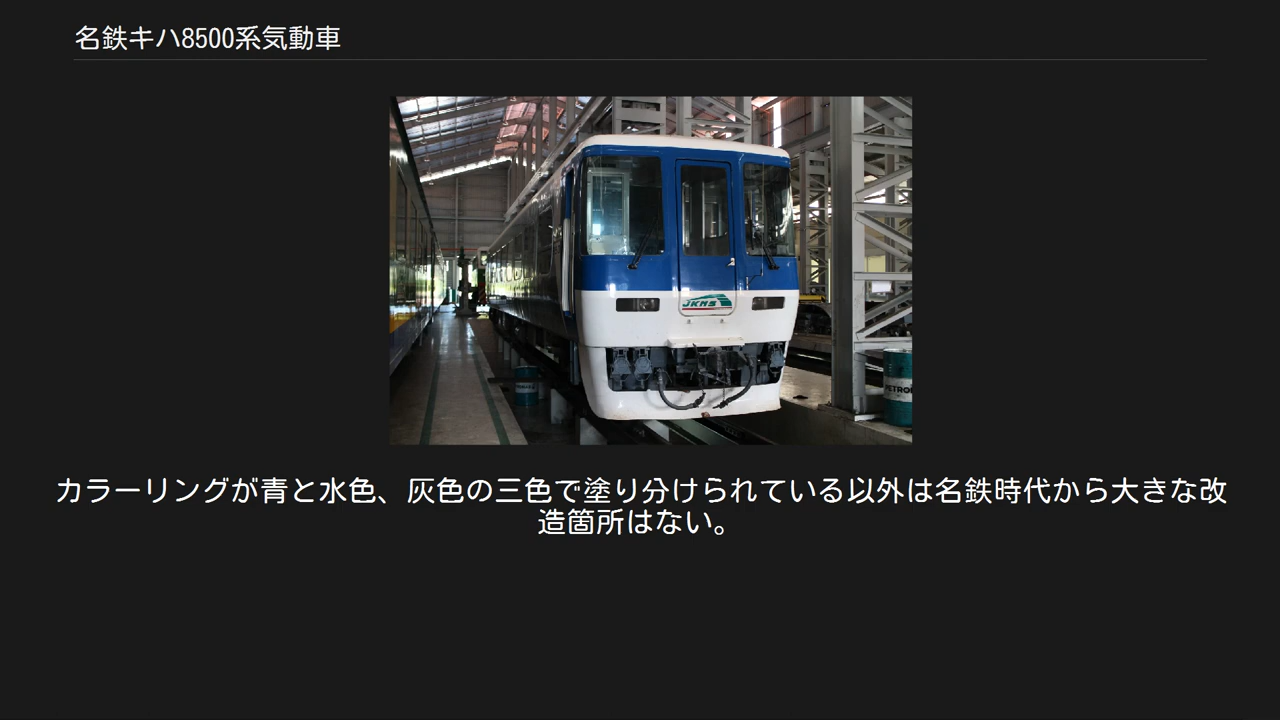 名鉄キハ8500系気動車
JKNS
PETRON
カラーリングが青と水色、灰色の三色で塗り分けられている以外は名鉄時代から大きな改
造箇所はない。